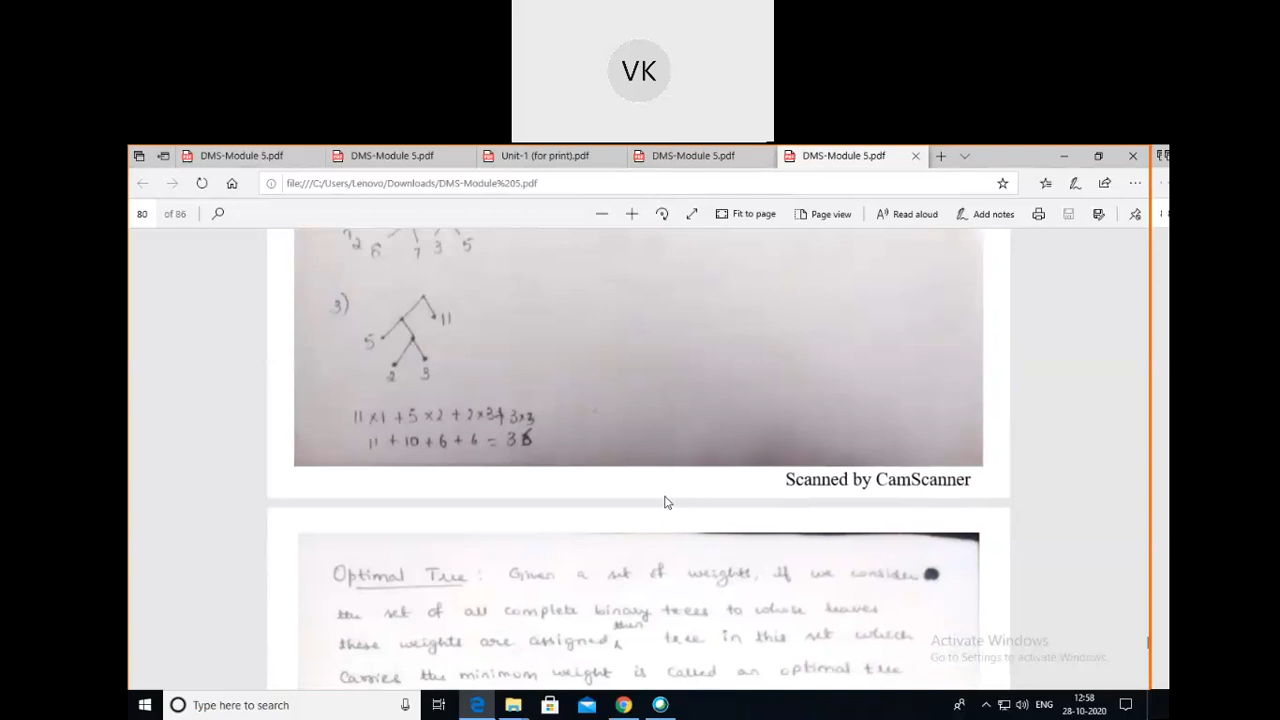 VK
DMS-Module 5.pdf DMS-Module 5.pdf Unit-1 (for print).pdf DMS-Module 5.pdf DMS-Module 5.pdf
file:///C:/Users/Lenovo/Downloads/DMS-Module%205.pdf
80 of 86 Fit to page Page view Read aloud Add notes
2 6 7 3 5
3)
11
5
2 3
11 × 1 + 5 × 2 + 2 × 3 + 3 × 3
11 + 10 + 6 + 6 = 36
Scanned by CamScanner
Optimal Tree : Given a set of weights, if we consider
the set of all complete binary trees to whose leaves
these weights are assigned, then tree in this set which
carries the minimum weight is called an optimal tree
Activate Windows
Go to Settings to activate Windows.
Type here to search
ENG
12:58
28-10-2020